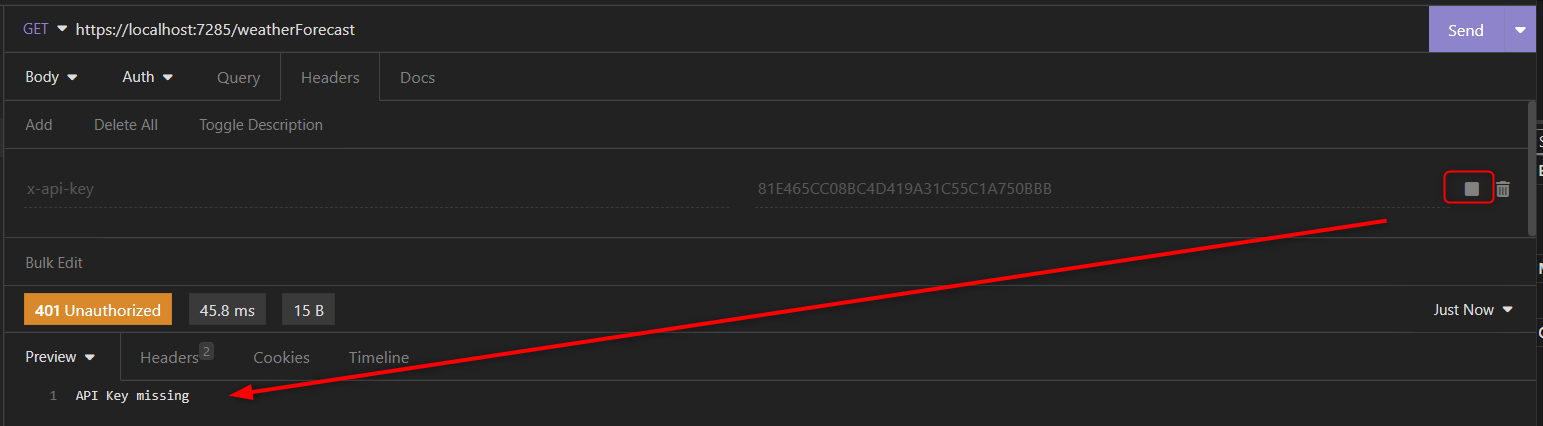 GET https://localhost:7285/weatherForecast Send
Body Auth Query Headers Docs
Add Delete All Toggle Description
x-api-key 81E465CC08BC4D419A31C55C1A750BBB
Bulk Edit
401 Unauthorized 45.8 ms 15 B Just Now
Preview Headers 2 Cookies Timeline
1 API Key missing